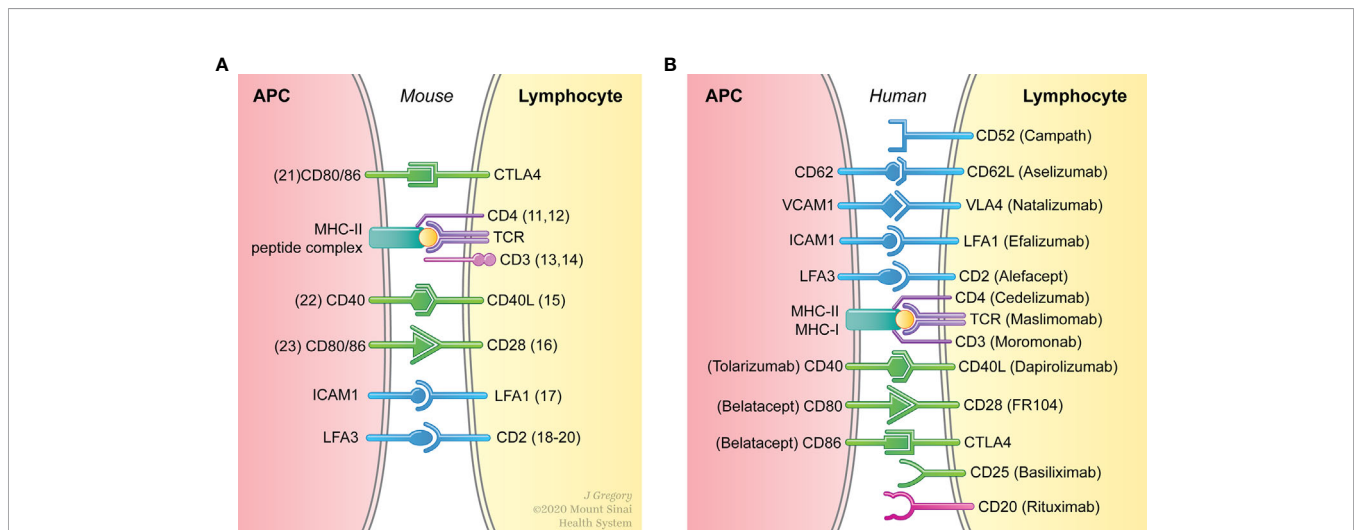 A
APC
Mouse
Lymphocyte
(21)CD80/86
CTLA4
MHC-II
peptide complex
CD4 (11,12)
TCR
CD3 (13,14)
(22) CD40
CD40L (15)
(23) CD80/86
CD28 (16)
ICAM1
LFA1 (17)
LFA3
CD2 (18-20)
J Gregory
©2020 Mount Sinai
Health System
B
APC
Human
Lymphocyte
CD52 (Campath)
CD62
CD62L (Aselizumab)
VCAM1
VLA4 (Natalizumab)
ICAM1
LFA1 (Efalizumab)
LFA3
CD2 (Alefacept)
MHC-II
MHC-I
CD4 (Cedelizumab)
TCR (Maslimomab)
CD3 (Moromonab)
(Tolarizumab) CD40
CD40L (Dapirolizumab)
(Belatacept) CD80
CD28 (FR104)
(Belatacept) CD86
CTLA4
CD25 (Basiliximab)
CD20 (Rituximab)